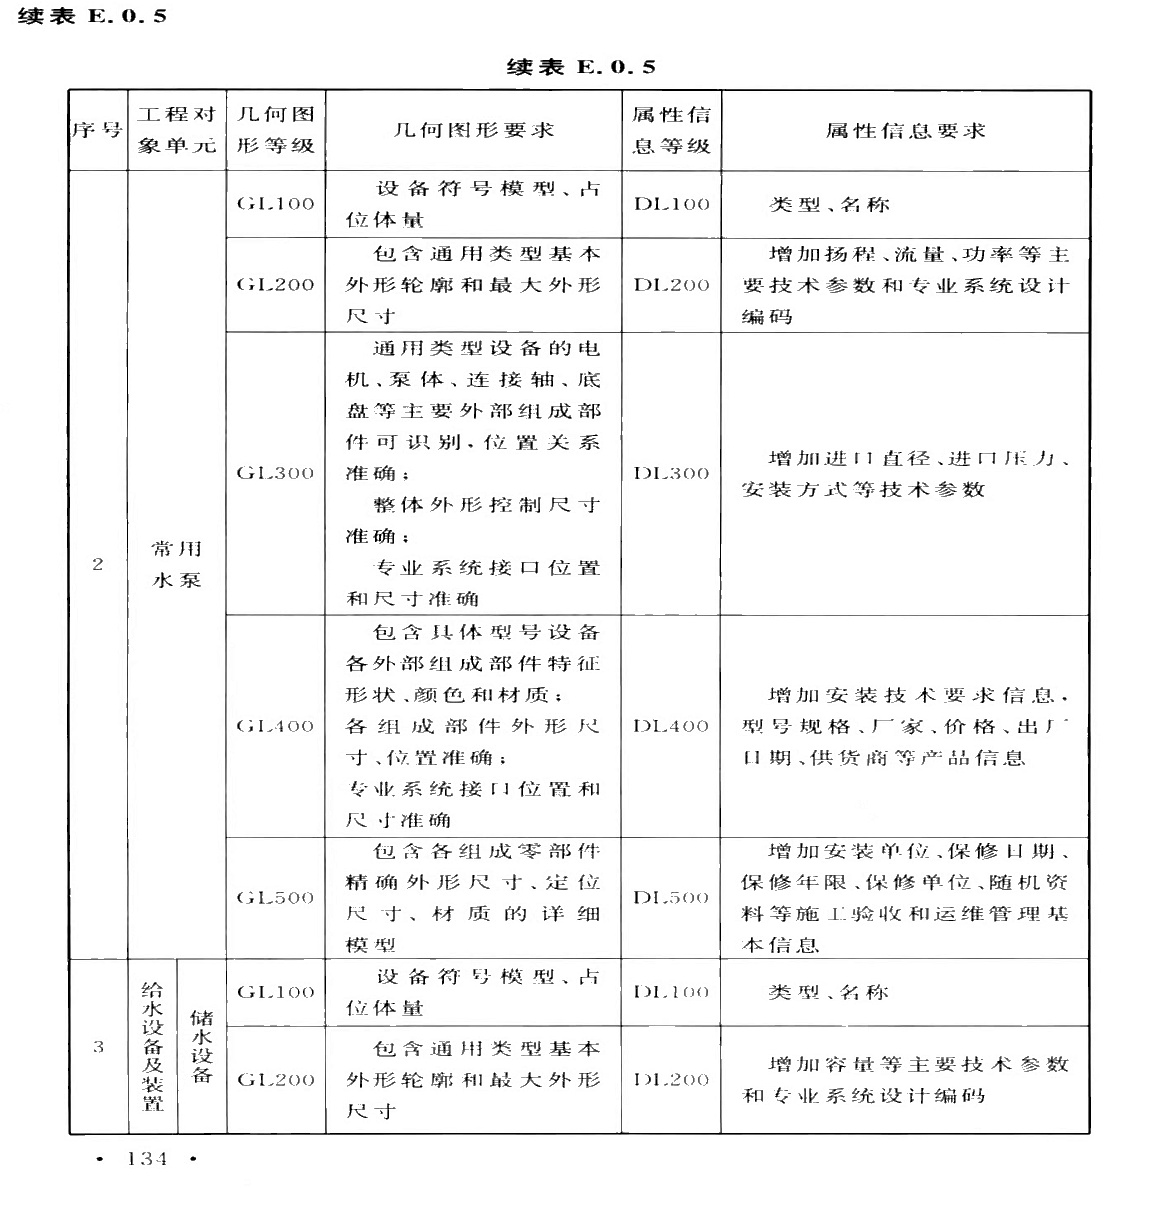 续表 E.0.5
续表 E.0.5
序号
工程对
象单元
几何图
形等级
几何图形要求
属性信
息等级
属性信息要求
2
常用
水泵
GL100
设备符号模型、占
位体量
DL100
类型、名称
GL200
包含通用类型基本
外形轮廓和最大外形
尺寸
DL200
增加扬程、流量、功率等主
要技术参数和专业系统设计
编码
GL300
通用类型设备的电
机、泵体、连接轴、底
盘等主要外部组成部
件可识别,位置关系
准确;
整体外形控制尺寸
准确;
专业系统接口位置
和尺寸准确
DL300
增加进口直径、进口压力、
安装方式等技术参数
GL400
包含具体型号设备
各外部组成部件特征
形状、颜色和材质;
各组成部件外形尺
寸、位置准确;
专业系统接口位置和
尺寸准确
DL400
增加安装技术要求信息,
型号规格、厂家、价格、出厂
日期、供货商等产品信息
GL500
包含各组成零部件
精确外形尺寸、定位
尺寸、材质的详细
模型
DL500
增加安装单位、保修日期、
保修年限、保修单位、随机资
料等施工验收和运维管理基
本信息
3
给水设备及装置
储水设备
GL100
设备符号模型、占
位体量
DL100
类型、名称
GL200
包含通用类型基本
外形轮廓和最大外形
尺寸
DL200
增加容量等主要技术参数
和专业系统设计编码
· 134 ·